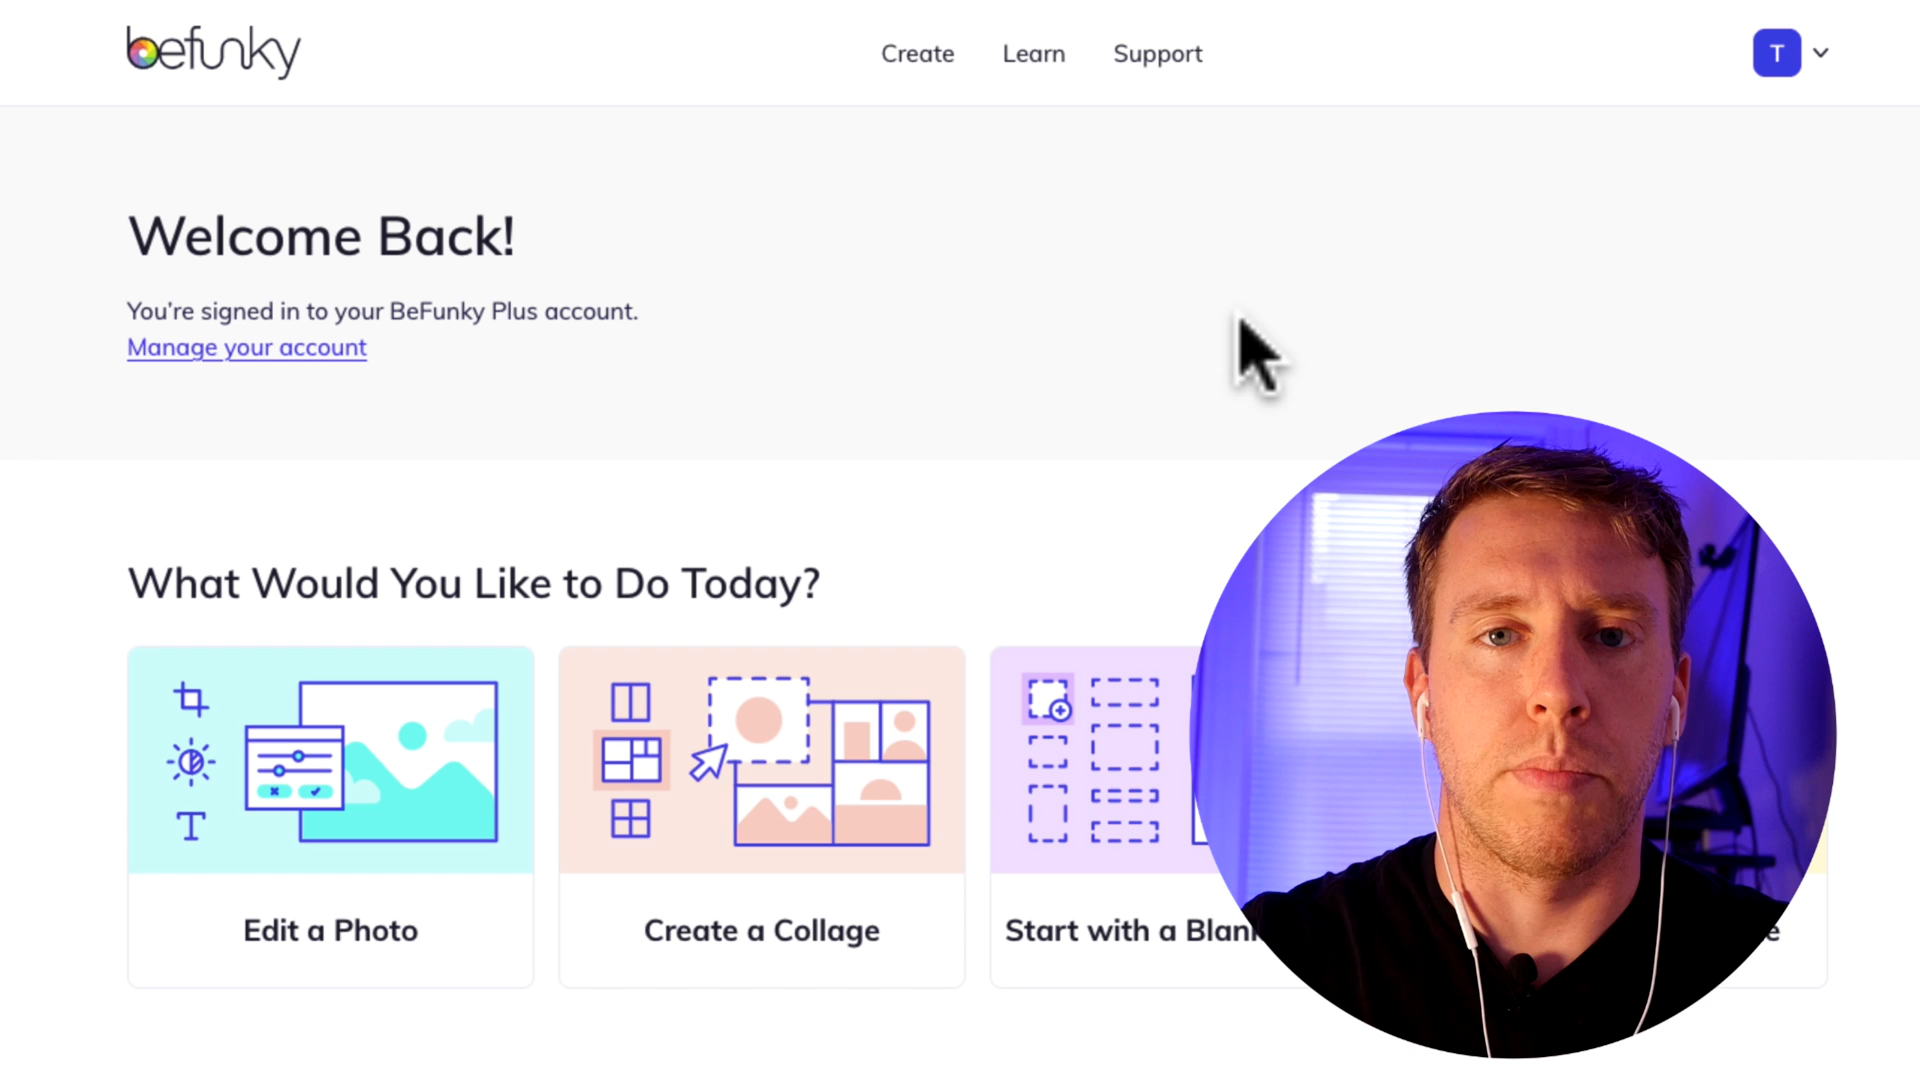 befunky
Create Learn Support
T
Welcome Back!
You're signed in to your BeFunky Plus account.
Manage your account
What Would You Like to Do Today?
Edit a Photo
Create a Collage
Start with a